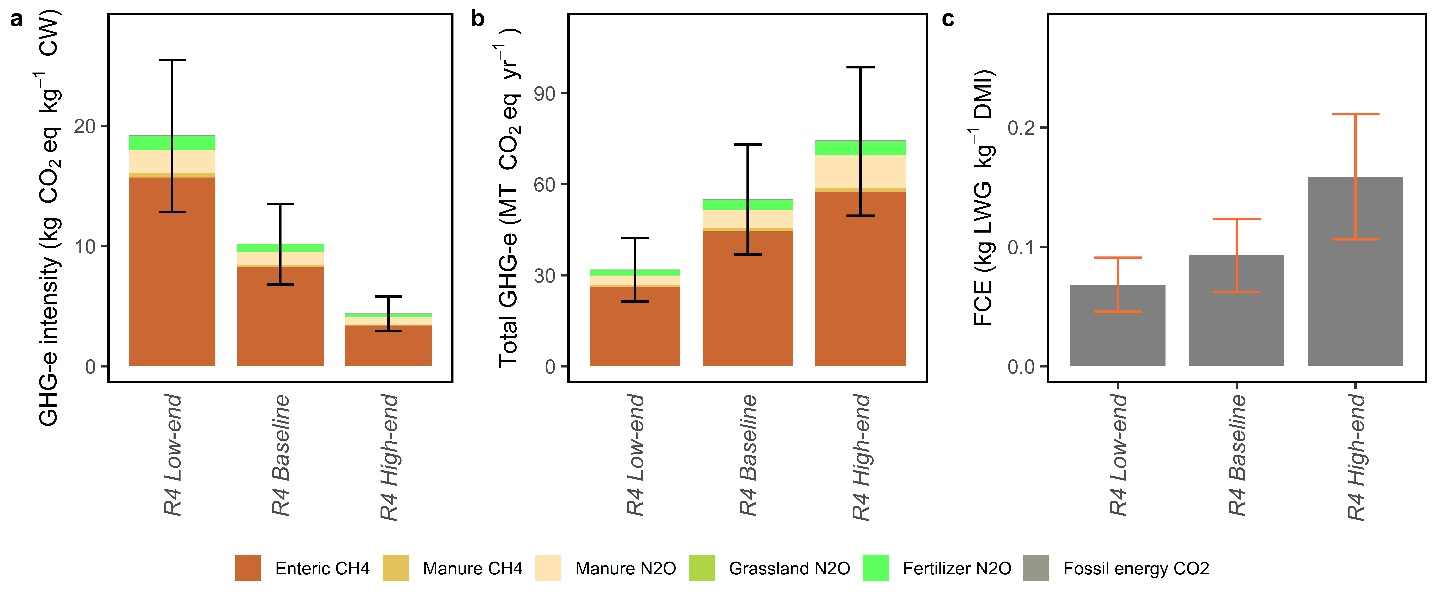 a
GHG-e intensity (kg CO₂ eq kg⁻¹ CW)
20
10
0
R4 Low-end
R4 Baseline
R4 High-end
b
Total GHG-e (MT CO₂ eq yr⁻¹ )
90
60
30
0
R4 Low-end
R4 Baseline
R4 High-end
c
FCE (kg LWG kg⁻¹ DMI)
0.2
0.1
0.0
R4 Low-end
R4 Baseline
R4 High-end
Enteric CH4 Manure CH4 Manure N2O Grassland N2O Fertilizer N2O Fossil energy CO2